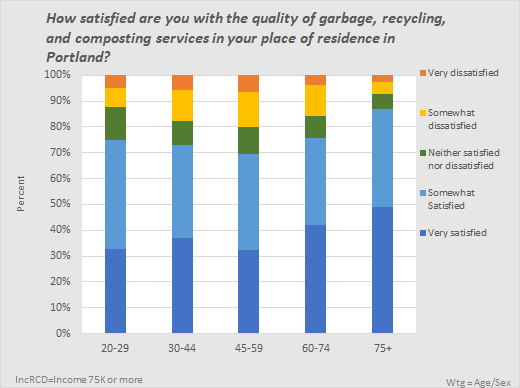 How satisfied are you with the quality of garbage, recycling,
and composting services in your place of residence in
Portland?
100%
90%
80%
70%
60%
50%
40%
30%
20%
10%
0%
Percent
20-29
30-44
45-59
60-74
75+
Very dissatisfied
Somewhat
dissatisfied
Neither satisfied
nor dissatisfied
Somewhat
Satisfied
Very satisfied
IncRCD=Income 75K or more
Wtg = Age/Sex